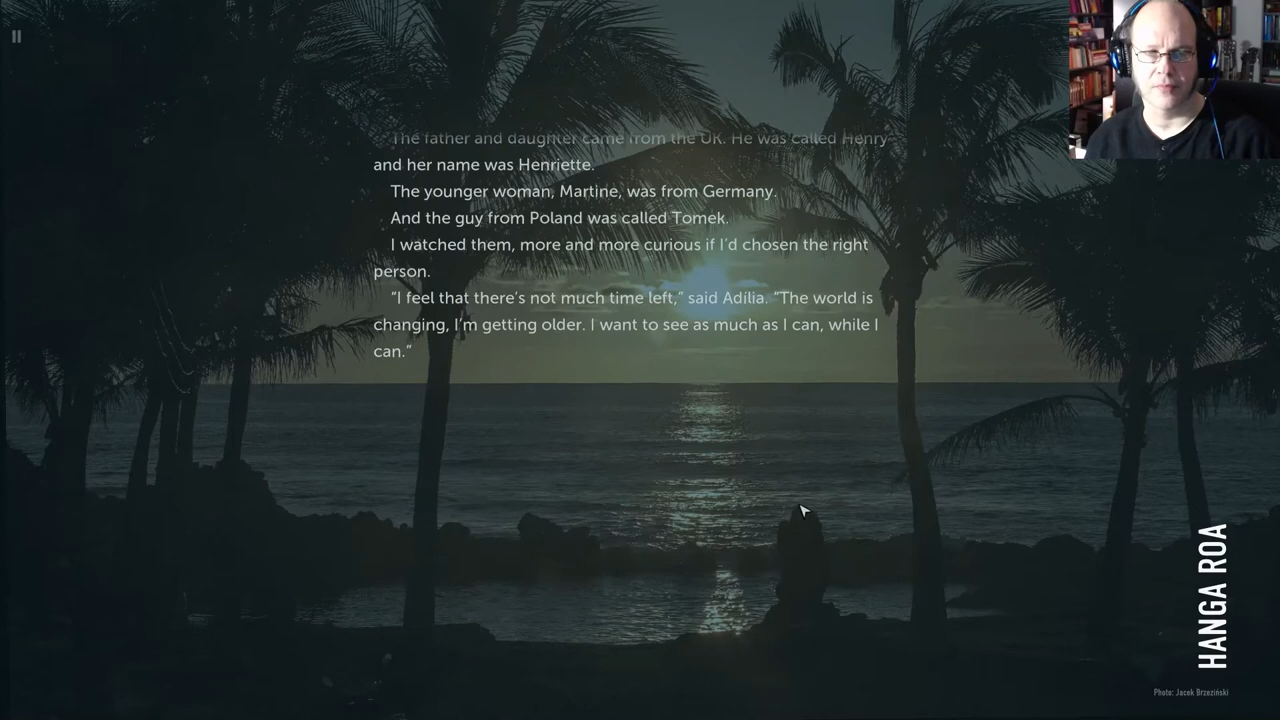 The father and daughter came from the UK. He was called Henry
and her name was Henriette.
The younger woman, Martine, was from Germany.
And the guy from Poland was called Tomek.
I watched them, more and more curious if I’d chosen the right
person.
“I feel that there’s not much time left,” said Adília. “The world is
changing, I’m getting older. I want to see as much as I can, while I
can.”
HANGA ROA
Photo: Jacek Brzeziński